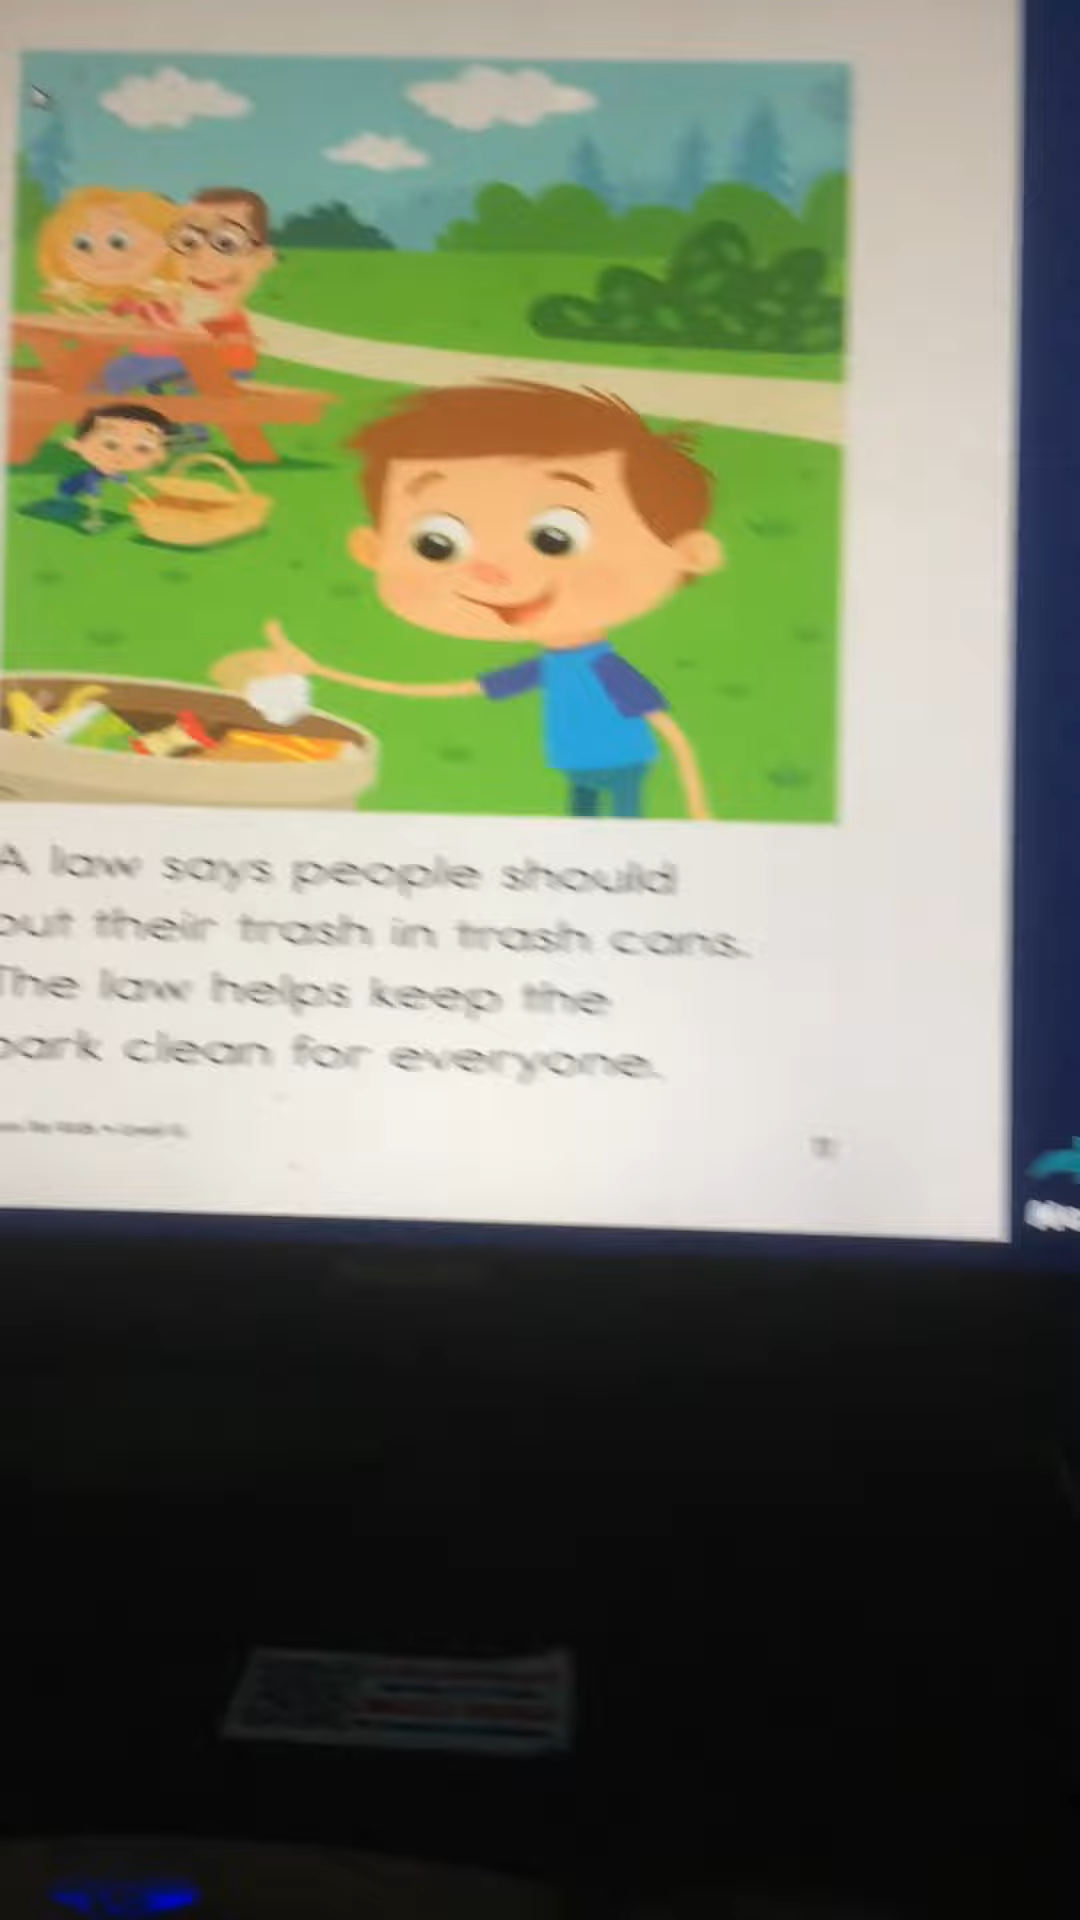 A law says people should
put their trash in trash cans.
The law helps keep the
park clean for everyone.